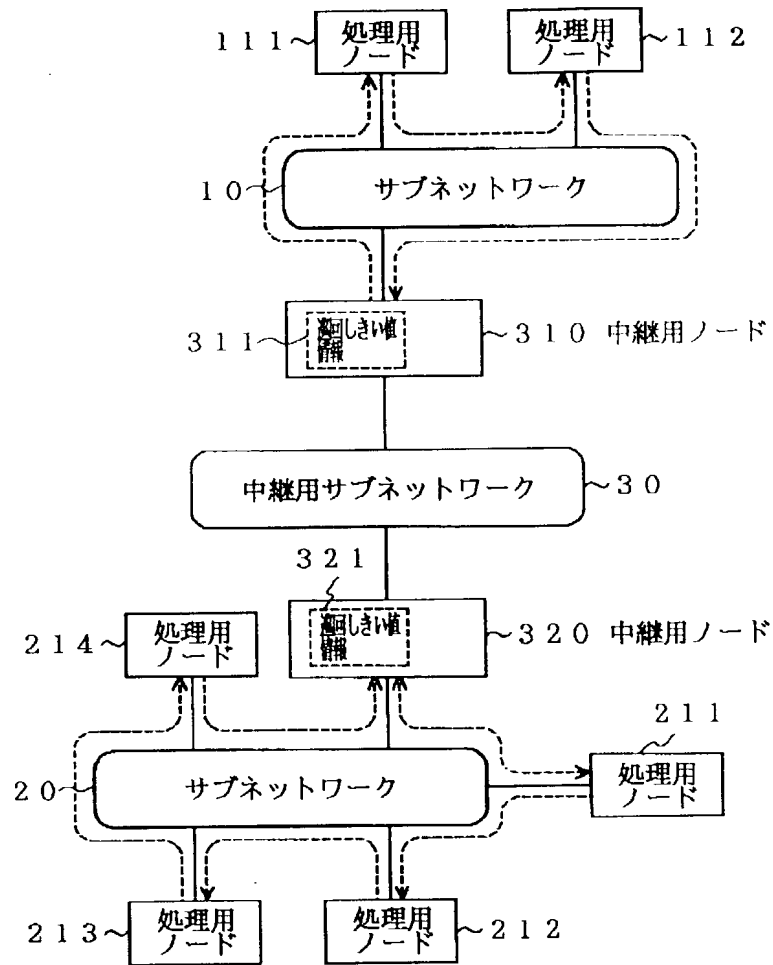 111 処理用
ノード
処理用
ノード 112
10 サブネットワーク
311 巡回しきい値
情報
310 中継用ノード
中継用サブネットワーク 30
321
巡回しきい値
情報
320 中継用ノード
214 処理用
ノード
211
処理用
ノード
20 サブネットワーク
213 処理用
ノード
処理用
ノード 212